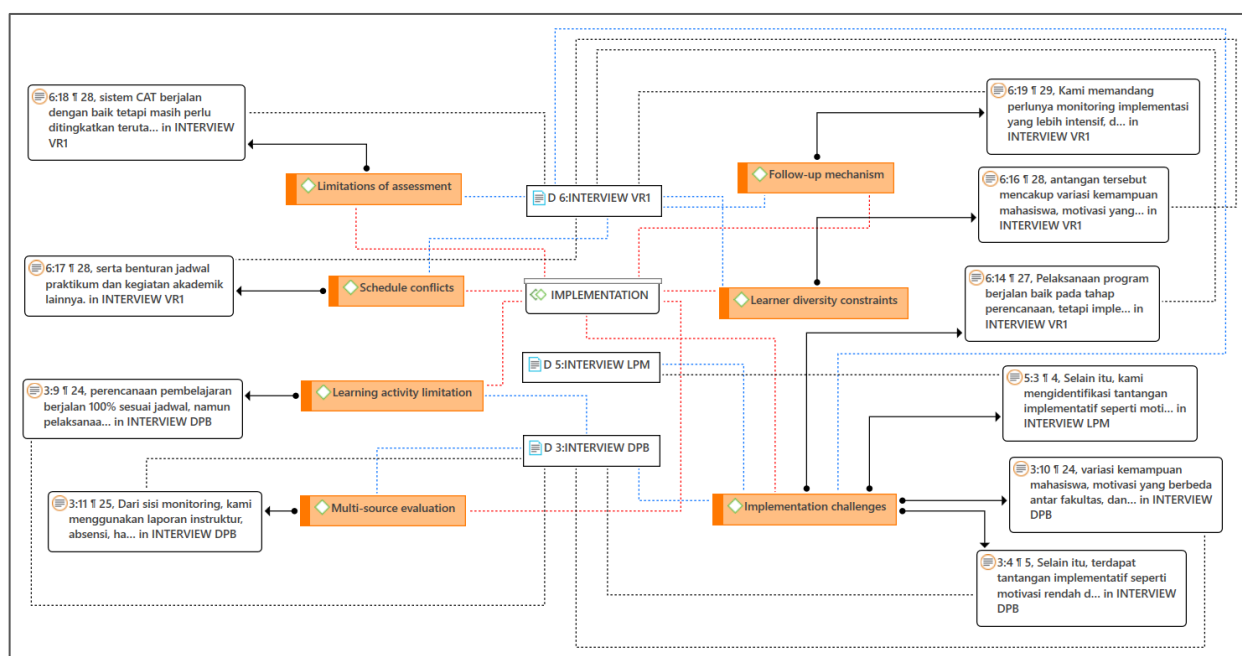 6:18 ¶ 28, sistem CAT berjalan
dengan baik tetapi masih perlu
ditingkatkan teruta... in INTERVIEW
VR1
6:19 ¶ 29, Kami memandang
perlunya monitoring implementasi
yang lebih intensif, d... in
INTERVIEW VR1
Limitations of assessment
Follow-up mechanism
D 6:INTERVIEW VR1
6:16 ¶ 28, antangan tersebut
mencakup variasi kemampuan
mahasiswa, motivasi yang... in
INTERVIEW VR1
6:17 ¶ 28, serta benturan jadwal
praktikum dan kegiatan akademik
lainnya. in INTERVIEW VR1
Schedule conflicts
IMPLEMENTATION
Learner diversity constraints
6:14 ¶ 27, Pelaksanaan program
berjalan baik pada tahap
perencanaan, tetapi imple... in
INTERVIEW VR1
D 5:INTERVIEW LPM
5:3 ¶ 4, Selain itu, kami
mengidentifikasi tantangan
implementatif seperti moti... in
INTERVIEW LPM
3:9 ¶ 24, perencanaan pembelajaran
berjalan 100% sesuai jadwal, namun
pelaksanaa... in INTERVIEW DPB
Learning activity limitation
D 3:INTERVIEW DPB
3:10 ¶ 24, variasi kemampuan
mahasiswa, motivasi yang berbeda
antar fakultas, dan... in INTERVIEW
DPB
3:11 ¶ 25, Dari sisi monitoring, kami
menggunakan laporan instruktur,
absensi, ha... in INTERVIEW DPB
Multi-source evaluation
Implementation challenges
3:4 ¶ 5, Selain itu, terdapat
tantangan implementatif seperti
motivasi rendah d... in INTERVIEW
DPB